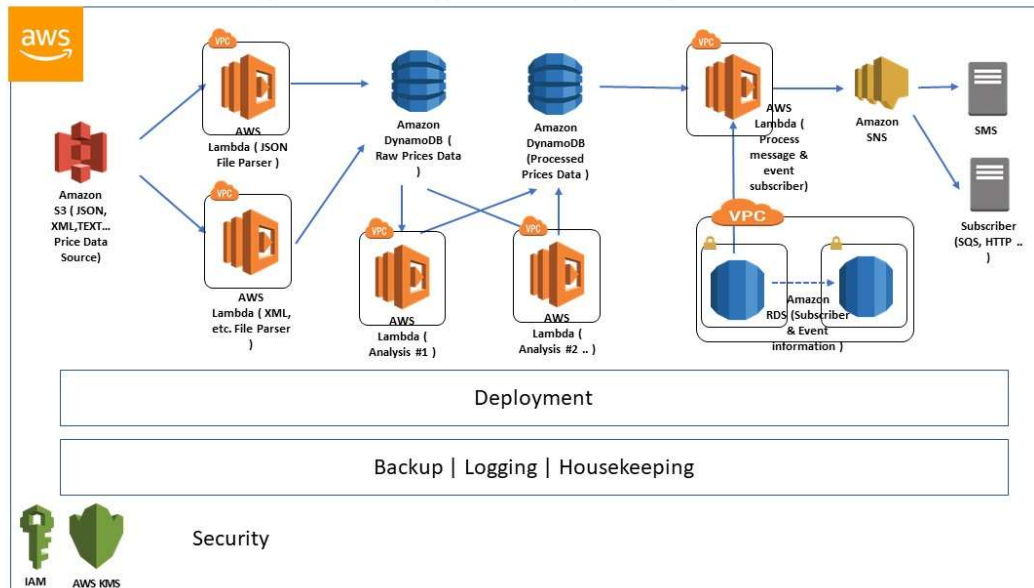 aws
VPC
AWS
Lambda ( JSON
File Parser )
Amazon
S3 ( JSON,
XML,TEXT...
Price Data
Source)
VPC
AWS
Lambda ( XML,
etc. File Parser
)
Amazon
DynamoDB (
Raw Prices Data
)
Amazon
DynamoDB
(Processed
Prices Data )
VPC
AWS
Lambda (
Analysis #1 )
VPC
AWS
Lambda (
Analysis #2 .. )
VPC
AWS
Lambda (
Process
message &
event
subscriber)
Amazon
SNS
SMS
Subscriber
(SQS, HTTP ..
)
VPC
Amazon
RDS (Subscriber
& Event
information )
Deployment
Backup | Logging | Housekeeping
Security
IAM
AWS KMS